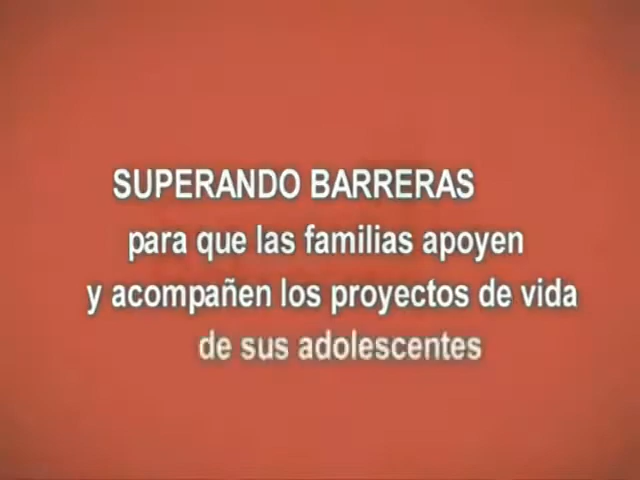 SUPERANDO BARRERAS
para que las familias apoyen
y acompañen los proyectos de vida
de sus adolescentes